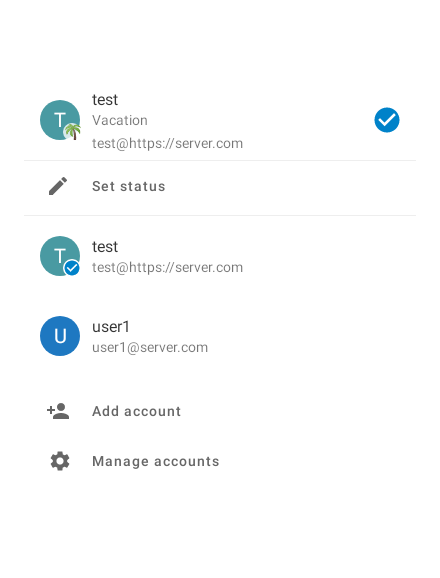 T
test
Vacation
test@https://server.com
Set status
T
test
test@https://server.com
U
user1
user1@server.com
Add account
Manage accounts